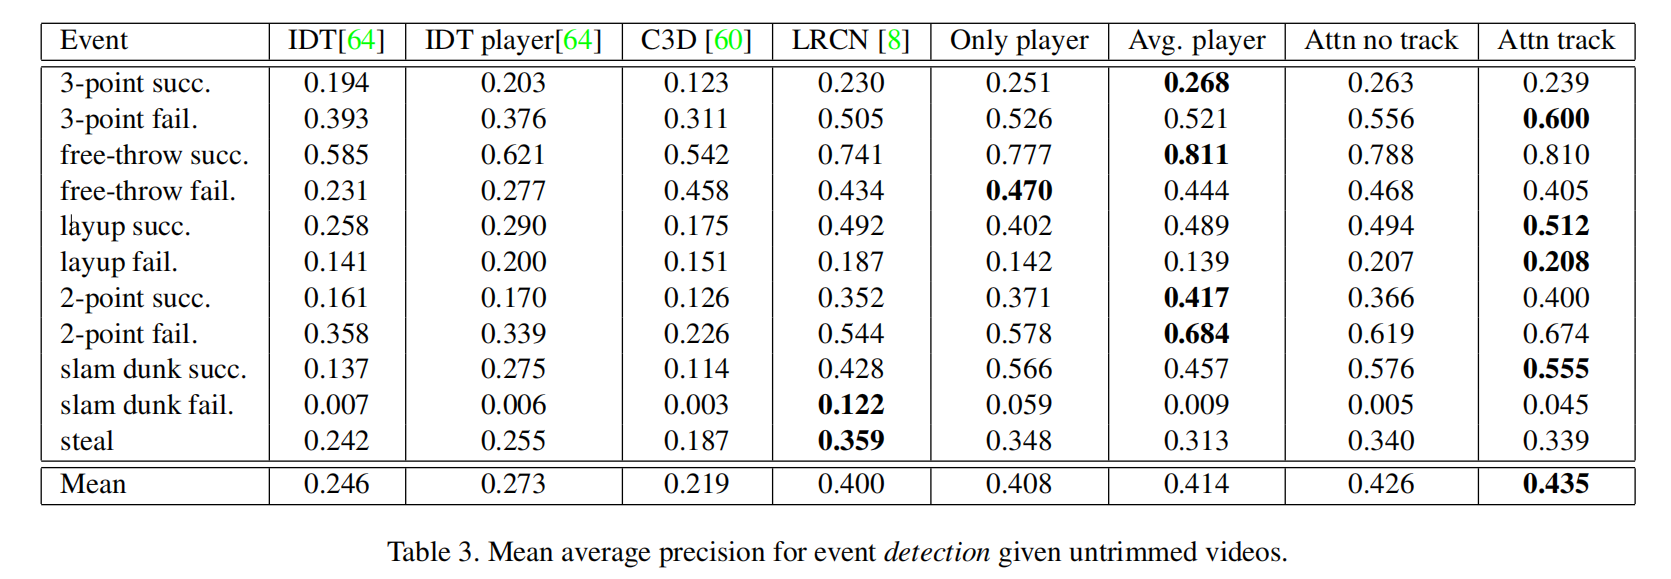 Event IDT[64] IDT player[64] C3D [60] LRCN [8] Only player Avg. player Attn no track Attn track
3-point succ. 0.194 0.203 0.123 0.230 0.251 0.268 0.263 0.239
3-point fail. 0.393 0.376 0.311 0.505 0.526 0.521 0.556 0.600
free-throw succ. 0.585 0.621 0.542 0.741 0.777 0.811 0.788 0.810
free-throw fail. 0.231 0.277 0.458 0.434 0.470 0.444 0.468 0.405
layup succ. 0.258 0.290 0.175 0.492 0.402 0.489 0.494 0.512
layup fail. 0.141 0.200 0.151 0.187 0.142 0.139 0.207 0.208
2-point succ. 0.161 0.170 0.126 0.352 0.371 0.417 0.366 0.400
2-point fail. 0.358 0.339 0.226 0.544 0.578 0.684 0.619 0.674
slam dunk succ. 0.137 0.275 0.114 0.428 0.566 0.457 0.576 0.555
slam dunk fail. 0.007 0.006 0.003 0.122 0.059 0.009 0.005 0.045
steal 0.242 0.255 0.187 0.359 0.348 0.313 0.340 0.339
Mean 0.246 0.273 0.219 0.400 0.408 0.414 0.426 0.435
Table 3. Mean average precision for event detection given untrimmed videos.